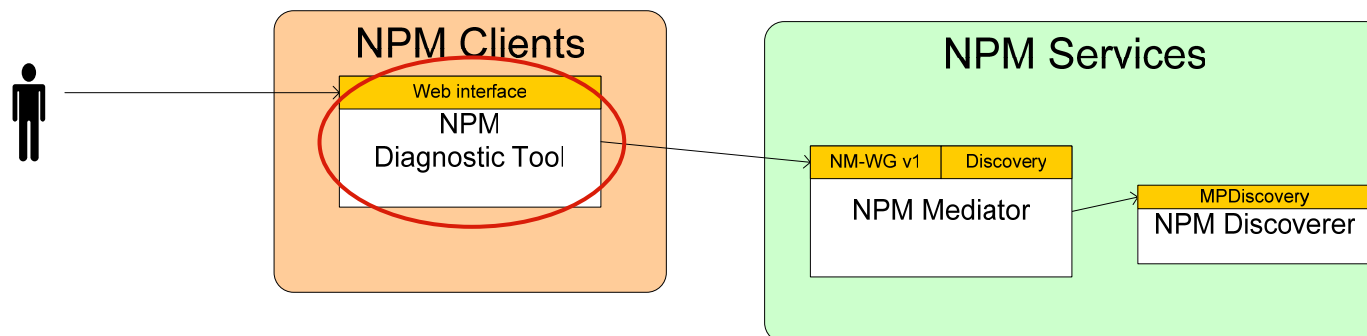 NPM Clients
Web interface
NPM
Diagnostic Tool
NPM Services
NM-WG v1
Discovery
NPM Mediator
MPDiscovery
NPM Discoverer